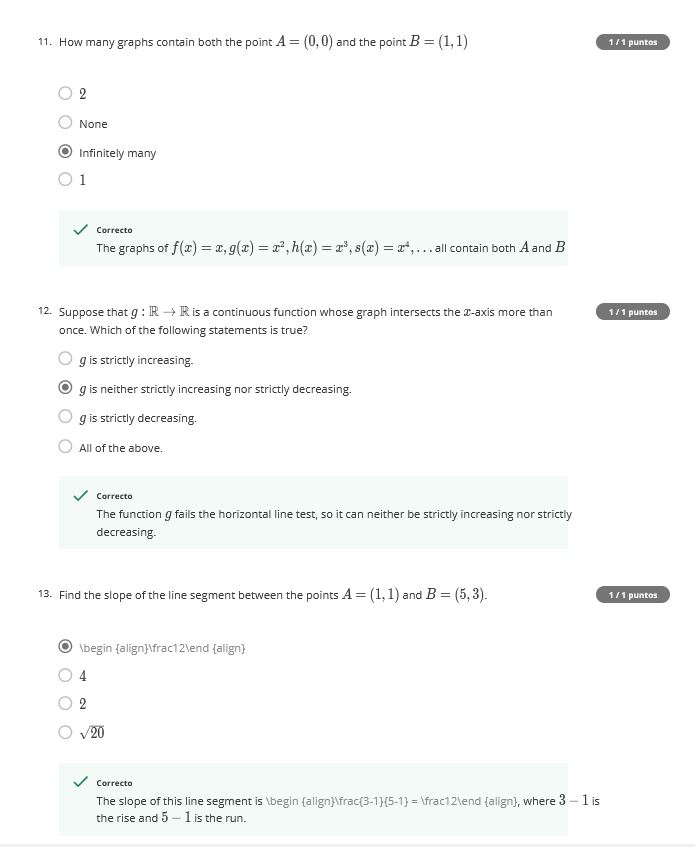 11. How many graphs contain both the point A = (0, 0) and the point B = (1, 1)
1 / 1 puntos
2
None
Infinitely many
1
Correcto
The graphs of f(x) = x, g(x) = x², h(x) = x³, s(x) = x⁴, . . . all contain both A and B
12. Suppose that g : ℝ → ℝ is a continuous function whose graph intersects the x-axis more than
1 / 1 puntos
once. Which of the following statements is true?
g is strictly increasing.
g is neither strictly increasing nor strictly decreasing.
g is strictly decreasing.
All of the above.
Correcto
The function g fails the horizontal line test, so it can neither be strictly increasing nor strictly
decreasing.
13. Find the slope of the line segment between the points A = (1, 1) and B = (5, 3).
1 / 1 puntos
\begin {align}\frac12\end {align}
4
2
√20
Correcto
The slope of this line segment is \begin {align}\frac{3-1}{5-1} = \frac12\end {align}, where 3 − 1 is
the rise and 5 − 1 is the run.